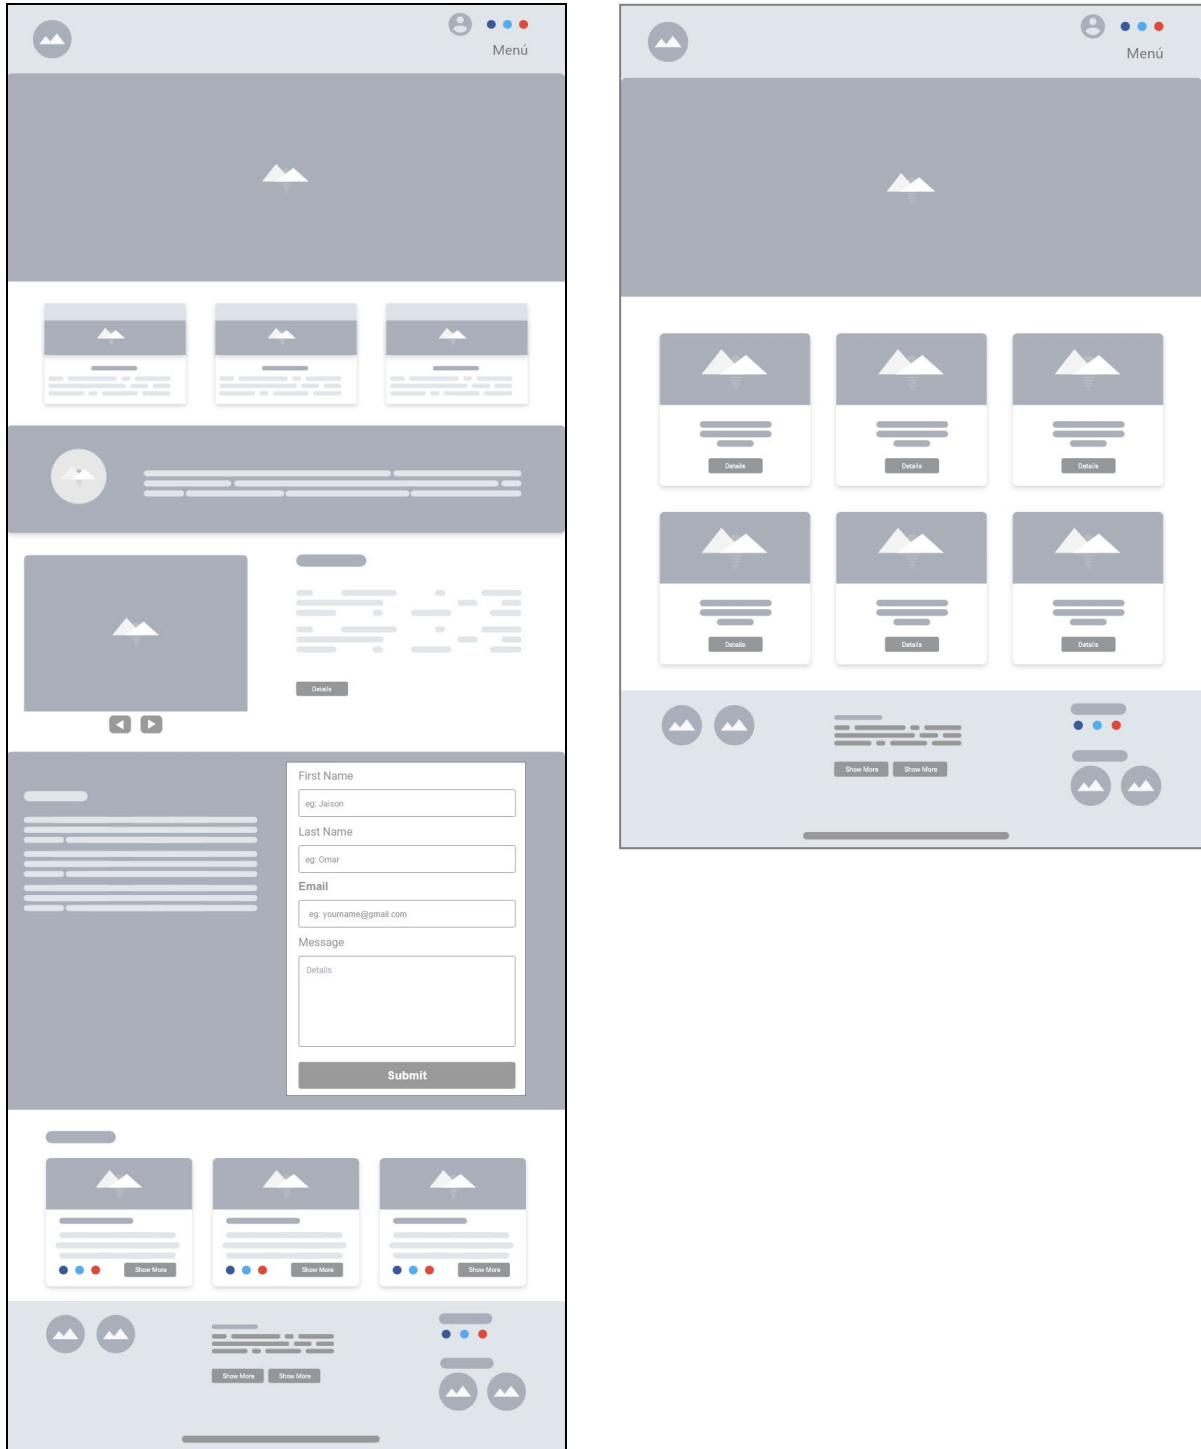 Menú
Details
First Name
eg: Jaison
Last Name
eg: Omar
Email
eg: yourname@gmail.com
Message
Details
Submit
Show More
Show More
Show More
Show More
Show More
Menú
Details
Details
Details
Details
Details
Details
Show More
Show More